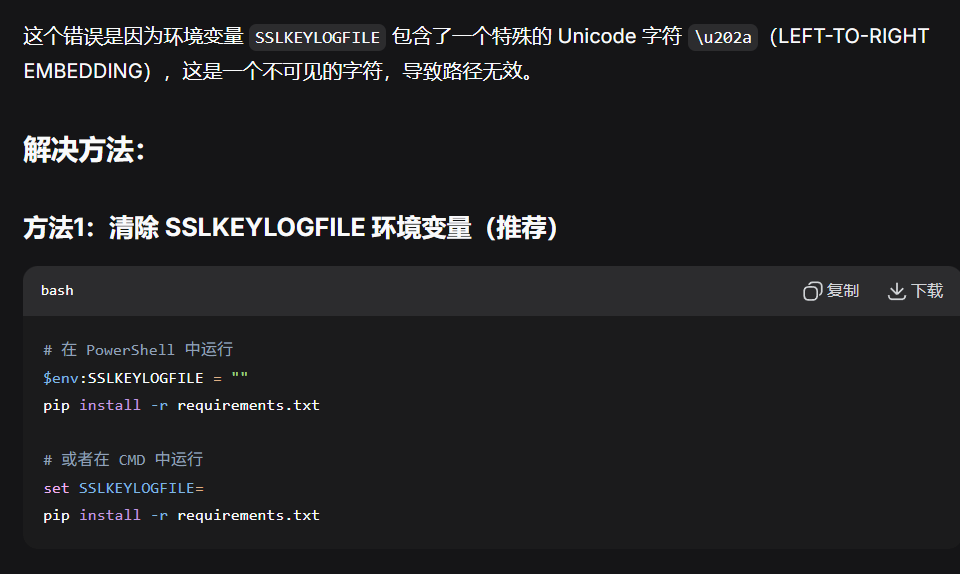 这个错误是因为环境变量 SSLKEYLOGFILE 包含了一个特殊的 Unicode 字符 \u202a（LEFT-TO-RIGHT
EMBEDDING），这是一个不可见的字符，导致路径无效。
解决方法：
方法1：清除 SSLKEYLOGFILE 环境变量（推荐）
bash 复制 下载
# 在 PowerShell 中运行
$env:SSLKEYLOGFILE = ""
pip install -r requirements.txt
# 或者在 CMD 中运行
set SSLKEYLOGFILE=
pip install -r requirements.txt